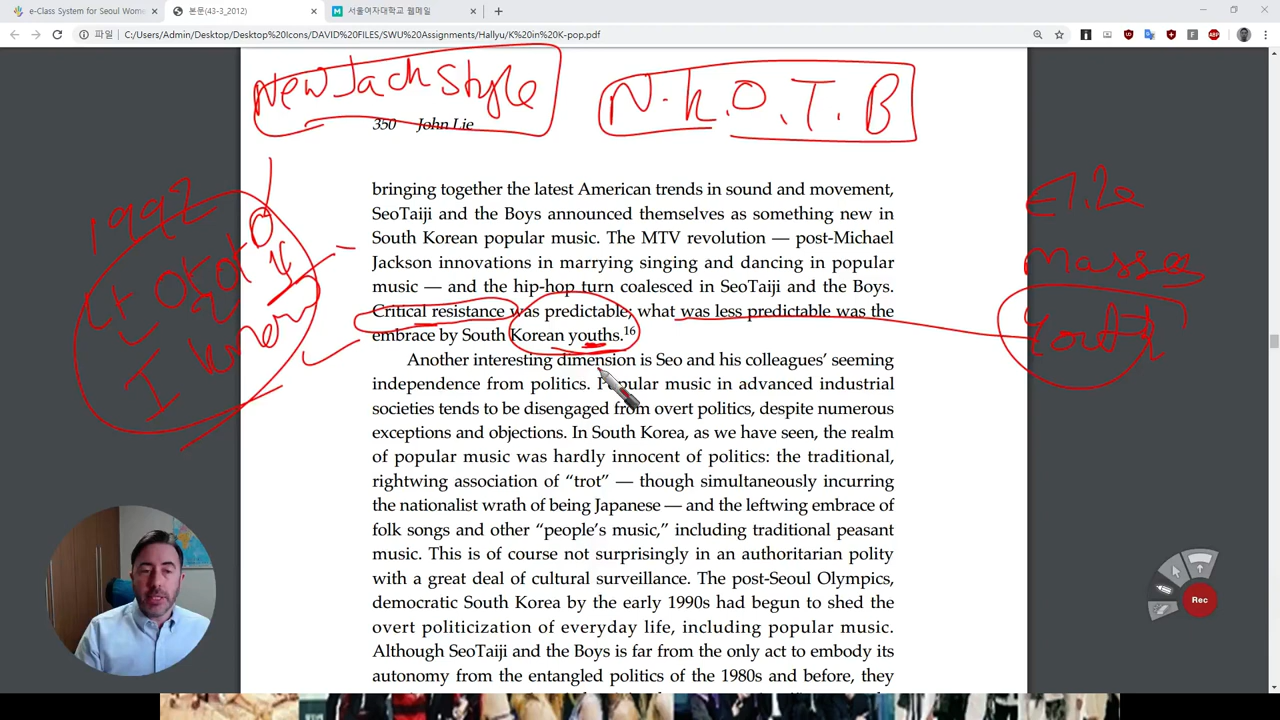 e-Class System for Seoul Wome
본문(43-3_2012)
서울여자대학교 웹메일
파일
C:/Users/Admin/Desktop/Desktop%20Icons/DAVID%20FILES/SWU%20Assignments/Hallyu/K%20in%20K-pop.pdf
New Jack Style
N.K.O.T.B
350 John Lie
1992
I know
Elite
Masses
Youth
bringing together the latest American trends in sound and movement,
SeoTaiji and the Boys announced themselves as something new in
South Korean popular music. The MTV revolution — post-Michael
Jackson innovations in marrying singing and dancing in popular
music — and the hip-hop turn coalesced in SeoTaiji and the Boys.
Critical resistance was predictable; what was less predictable was the
embrace by South Korean youths.16
Another interesting dimension is Seo and his colleagues’ seeming
independence from politics. Popular music in advanced industrial
societies tends to be disengaged from overt politics, despite numerous
exceptions and objections. In South Korea, as we have seen, the realm
of popular music was hardly innocent of politics: the traditional,
rightwing association of “trot” — though simultaneously incurring
the nationalist wrath of being Japanese — and the leftwing embrace of
folk songs and other “people’s music,” including traditional peasant
music. This is of course not surprisingly in an authoritarian polity
with a great deal of cultural surveillance. The post-Seoul Olympics,
democratic South Korea by the early 1990s had begun to shed the
overt politicization of everyday life, including popular music.
Although SeoTaiji and the Boys is far from the only act to embody its
autonomy from the entangled politics of the 1980s and before, they
Rec